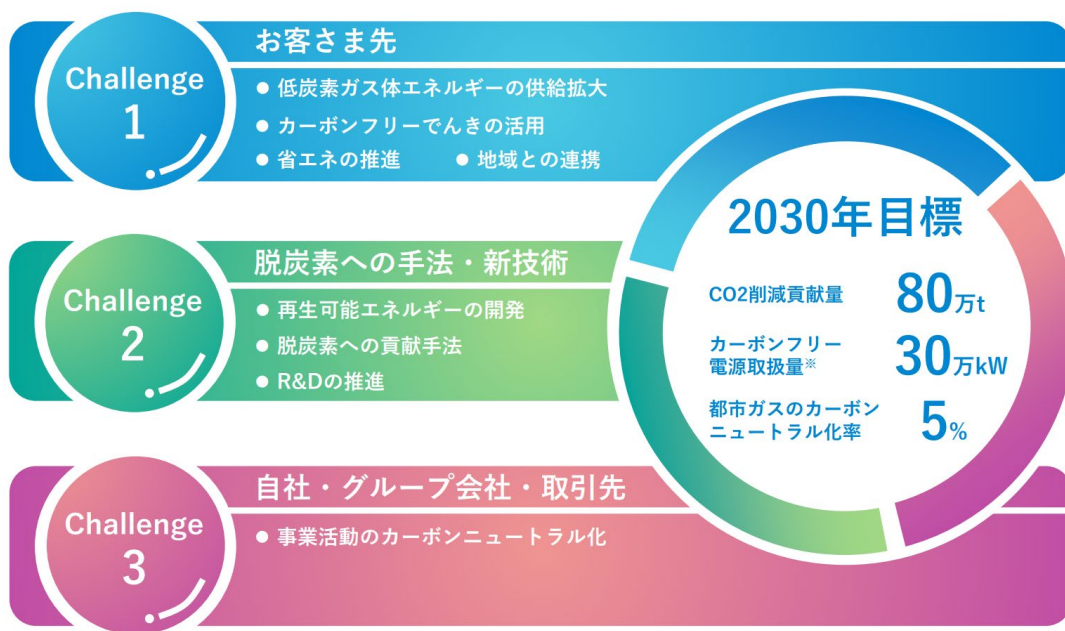 Challenge
1
お客さま先
● 低炭素ガス体エネルギーの供給拡大
● カーボンフリーでんきの活用
● 省エネの推進 ● 地域との連携
Challenge
2
脱炭素への手法・新技術
● 再生可能エネルギーの開発
● 脱炭素への貢献手法
● R&Dの推進
Challenge
3
自社・グループ会社・取引先
● 事業活動のカーボンニュートラル化
2030年目標
CO2削減貢献量 80万t
カーボンフリー
電源取扱量※ 30万kW
都市ガスのカーボン
ニュートラル化率 5%